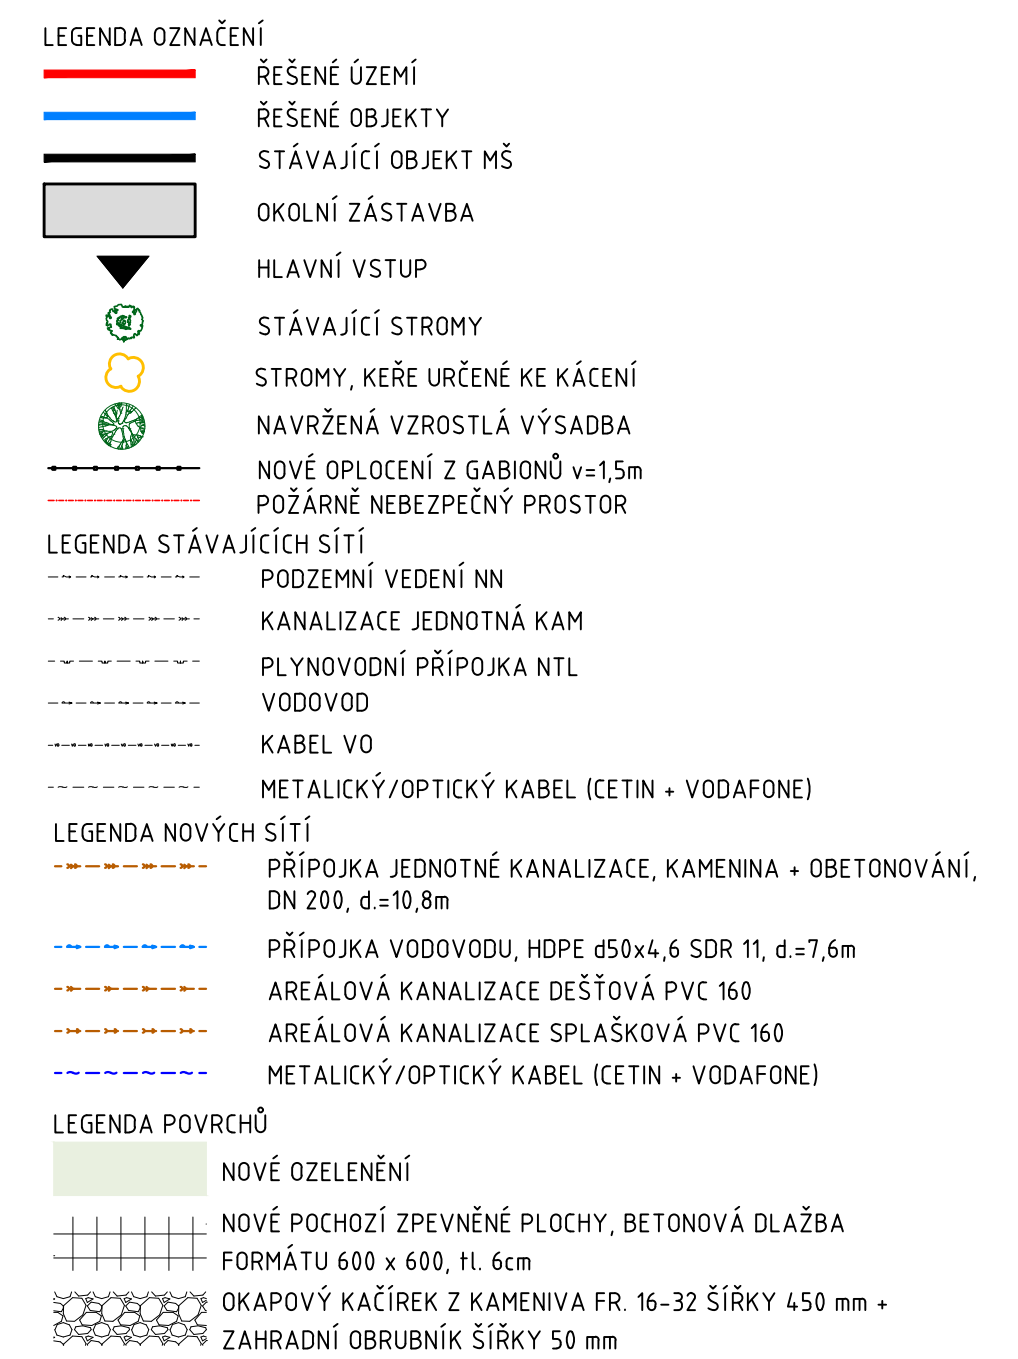 LEGENDA OZNAČENÍ
ŘEŠENÉ ÚZEMÍ
ŘEŠENÉ OBJEKTY
STÁVAJÍCÍ OBJEKT MŠ
OKOLNÍ ZÁSTAVBA
HLAVNÍ VSTUP
STÁVAJÍCÍ STROMY
STROMY, KEŘE URČENÉ KE KÁCENÍ
NAVRŽENÁ VZROSTLÁ VÝSADBA
NOVÉ OPLOCENÍ Z GABIONŮ v=1,5m
POŽÁRNĚ NEBEZPEČNÝ PROSTOR
LEGENDA STÁVAJÍCÍCH SÍTÍ
PODZEMNÍ VEDENÍ NN
KANALIZACE JEDNOTNÁ KAM
PLYNOVODNÍ PŘÍPOJKA NTL
VODOVOD
KABEL VO
METALICKÝ/OPTICKÝ KABEL (CETIN + VODAFONE)
LEGENDA NOVÝCH SÍTÍ
PŘÍPOJKA JEDNOTNÉ KANALIZACE, KAMENINA + OBETONOVÁNÍ,
DN 200, d.=10,8m
PŘÍPOJKA VODOVODU, HDPE d50x4,6 SDR 11, d.=7,6m
AREÁLOVÁ KANALIZACE DEŠŤOVÁ PVC 160
AREÁLOVÁ KANALIZACE SPLAŠKOVÁ PVC 160
METALICKÝ/OPTICKÝ KABEL (CETIN + VODAFONE)
LEGENDA POVRCHŮ
NOVÉ OZELENĚNÍ
NOVÉ POCHOZÍ ZPEVNĚNÉ PLOCHY, BETONOVÁ DLAŽBA
FORMÁTU 600 x 600, tl. 6cm
OKAPOVÝ KAČÍREK Z KAMENIVA FR. 16-32 ŠÍŘKY 450 mm +
ZAHRADNÍ OBRUBNÍK ŠÍŘKY 50 mm